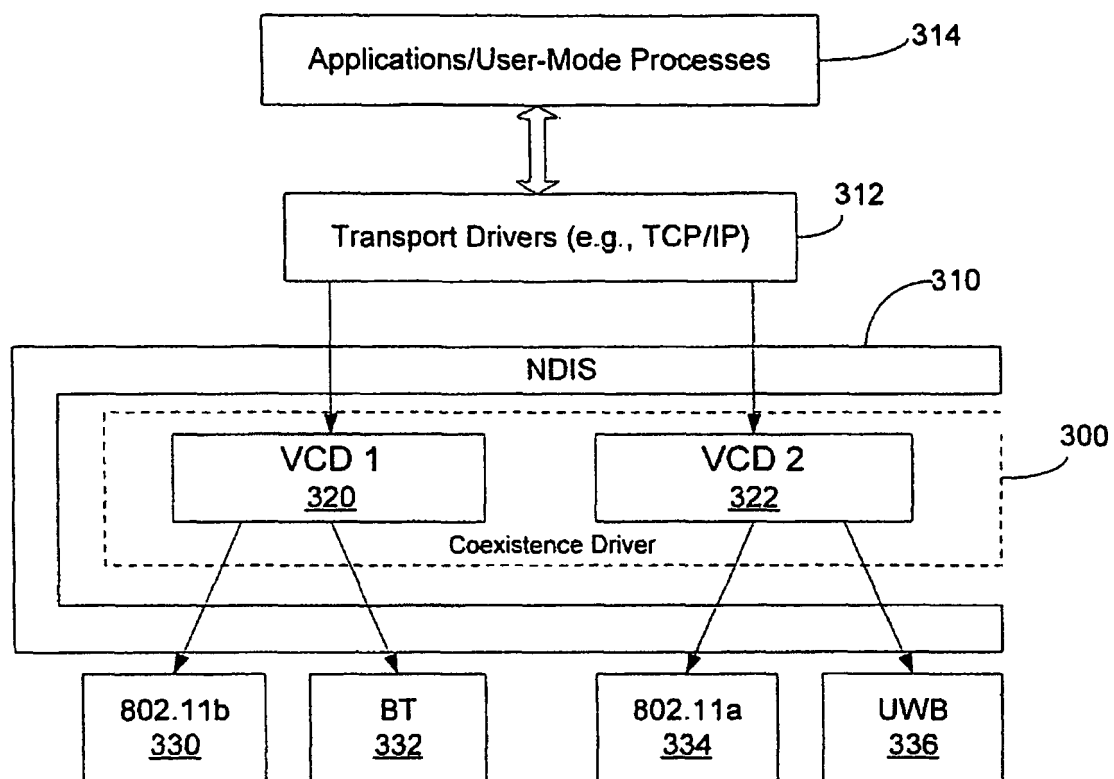 Applications/User-Mode Processes
314
Transport Drivers (e.g., TCP/IP)
312
310
NDIS
VCD 1
320
VCD 2
322
300
Coexistence Driver
802.11b
330
BT
332
802.11a
334
UWB
336